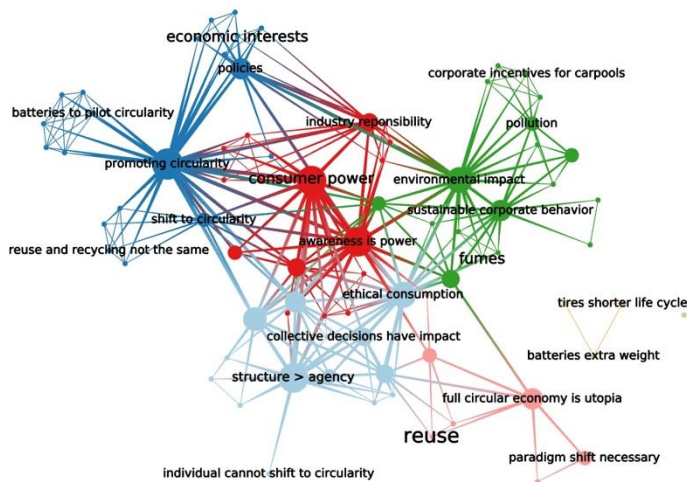 economic interests
policies
corporate incentives for carpools
batteries to pilot circularity
industry reponsibility
pollution
promoting circularity
consumer power
environmental impact
shift to circularity
sustainable corporate behavior
reuse and recycling not the same
awareness is power
fumes
ethical consumption
tires shorter life cycle
collective decisions have impact
batteries extra weight
structure > agency
full circular economy is utopia
reuse
paradigm shift necessary
individual cannot shift to circularity